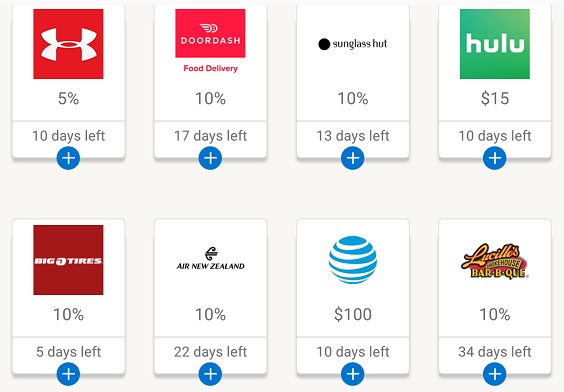 DOORDASH
Food Delivery
sunglass hut
hulu
5%
10%
10%
$15
10 days left
17 days left
13 days left
10 days left
BIG O TIRES
AIR NEW ZEALAND
Lucille's
SMOKEHOUSE
BAR-B-QUE
10%
10%
$100
10%
5 days left
22 days left
10 days left
34 days left